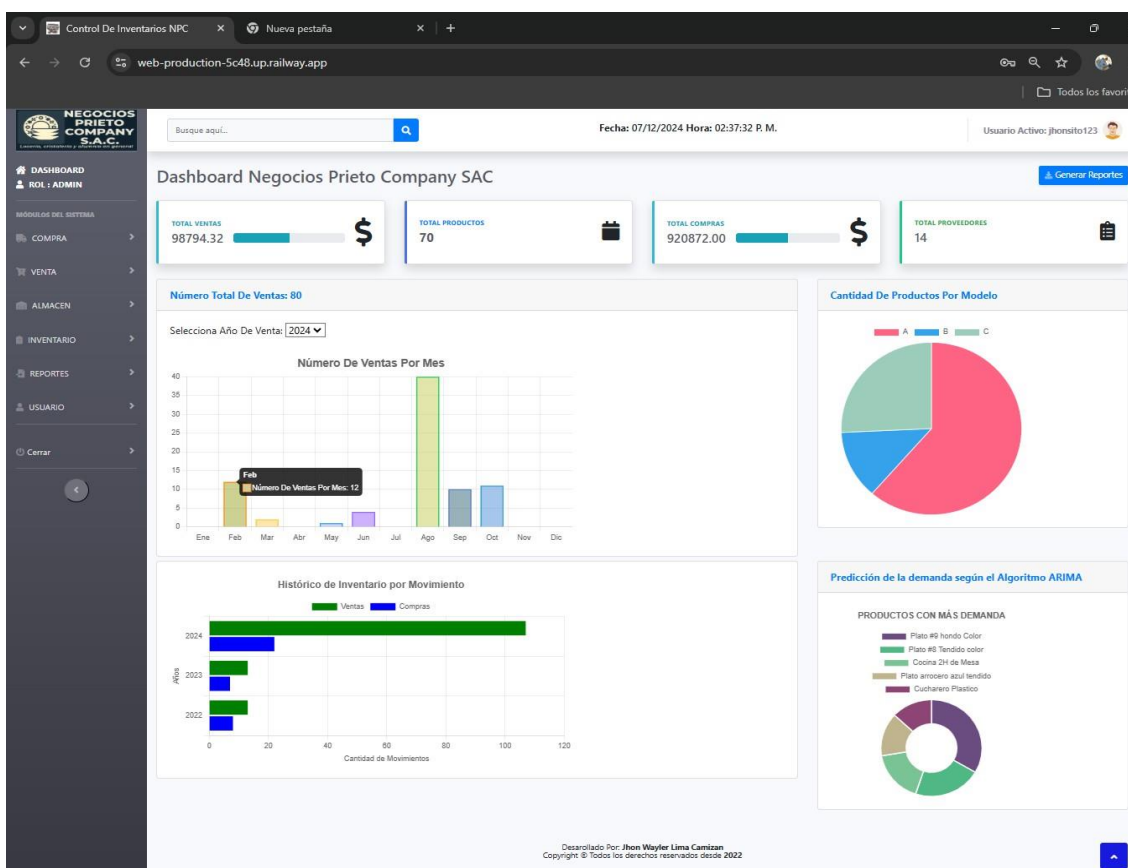 Control De Inventarios NPC
Nueva pestaña
web-production-5c48.up.railway.app
Todos los favori
NEGOCIOS
PRIETO
COMPANY
S.A.C.
Busque aquí...
Fecha: 07/12/2024 Hora: 02:37:32 P. M.
Usuario Activo: jhonsito123
DASHBOARD
ROL : ADMIN
MÓDULOS DEL SISTEMA
COMPRA
VENTA
ALMACEN
INVENTARIO
REPORTES
USUARIO
Cerrar
Dashboard Negocios Prieto Company SAC
Generar Reportes
TOTAL VENTAS
98794.32
TOTAL PRODUCTOS
70
TOTAL COMPRAS
920872.00
TOTAL PROVEEDORES
14
Número Total De Ventas: 80
Selecciona Año De Venta: 2024
Número De Ventas Por Mes
40
35
30
25
20
15
10
5
0
Feb
Número De Ventas Por Mes: 12
Ene Feb Mar Abr May Jun Jul Ago Sep Oct Nov Dic
Cantidad De Productos Por Modelo
A B C
Histórico de Inventario por Movimiento
Ventas Compras
Años
2024
2023
2022
0 20 40 60 80 100 120
Cantidad de Movimientos
Predicción de la demanda según el Algoritmo ARIMA
PRODUCTOS CON MÁS DEMANDA
Plato #9 hondo Color
Plato #8 Tendido color
Cocina 2H de Mesa
Plato arrocero azul tendido
Cucharero Plastico
Desarollado Por: Jhon Wayler Lima Camizan
Copyright © Todos los derechos reservados desde 2022